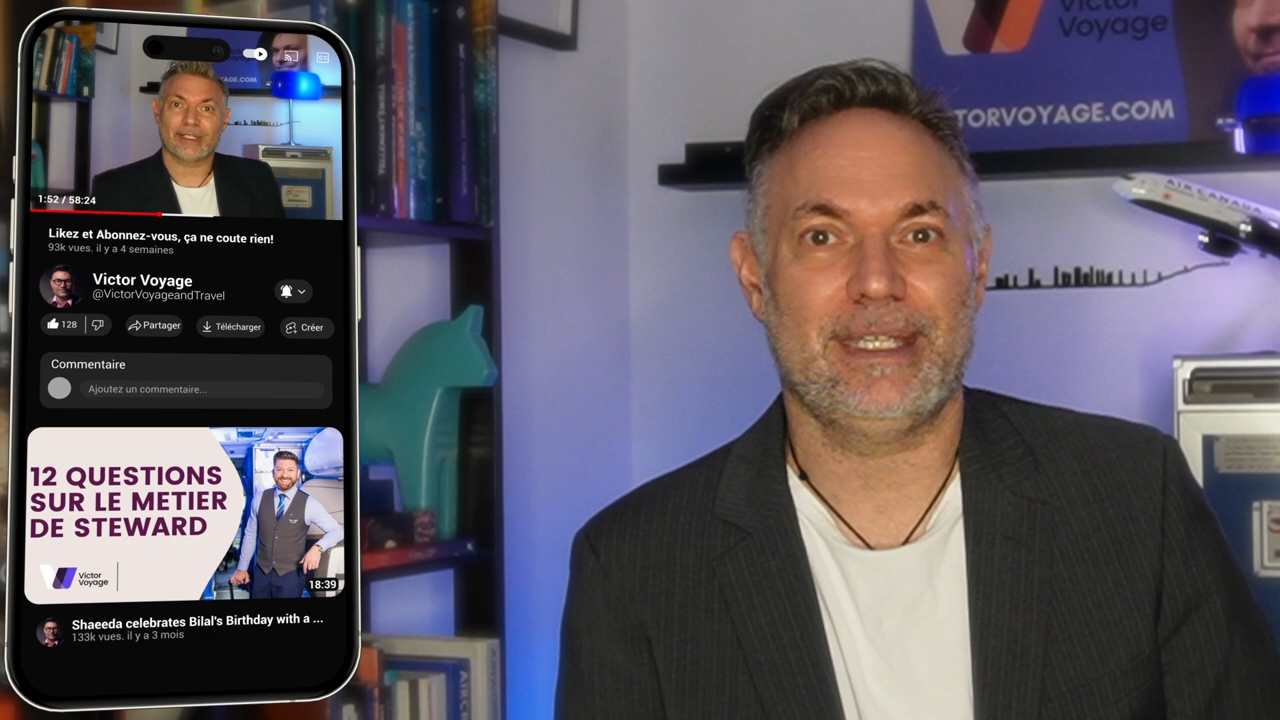 1:52 / 58:24
Likez et Abonnez-vous, ça ne coute rien!
93k vues. il y a 4 semaines
Victor Voyage
@VictorVoyageandTravel
128
Partager
Télécharger
Créer
Commentaire
Ajoutez un commentaire...
12 QUESTIONS
SUR LE METIER
DE STEWARD
Victor
Voyage
18:39
Shaeeda celebrates Bilal's Birthday with a ...
133k vues. il y a 3 mois
Victor
Voyage
TORVOYAGE.COM
AIR CANADA